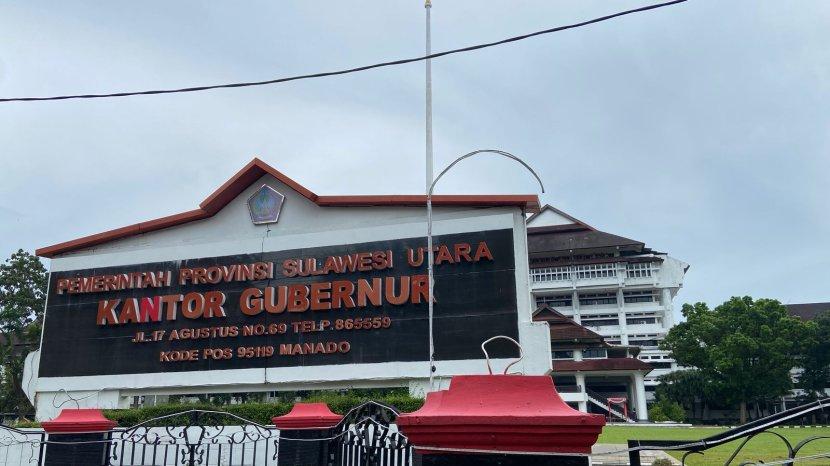 PEMERINTAH PROVINSI SULAWESI UTARA
KANTOR GUBERNUR
JL.17 AGUSTUS NO.69 TELP.865559
KODE POS 95119 MANADO